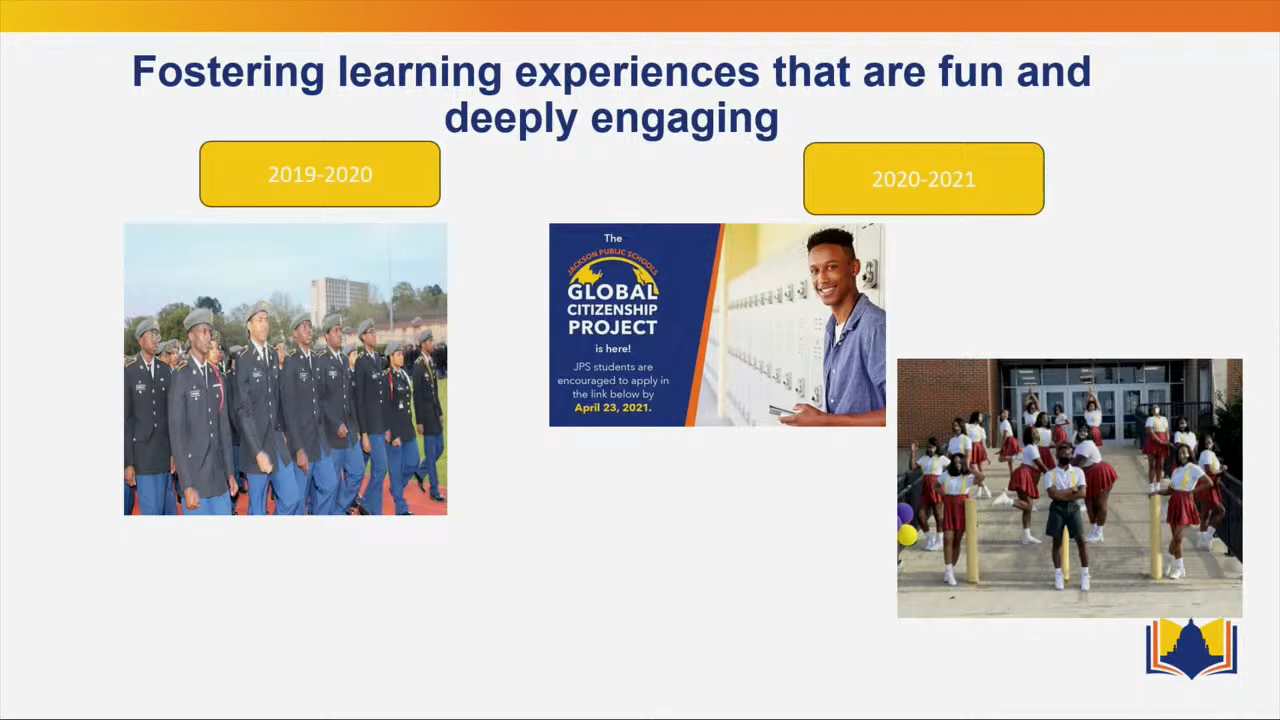 Fostering learning experiences that are fun and
deeply engaging
2019-2020
2020-2021
The
JACKSON PUBLIC SCHOOLS
GLOBAL
CITIZENSHIP
PROJECT
is here!
JPS students are
encouraged to apply in
the link below by
April 23, 2021.